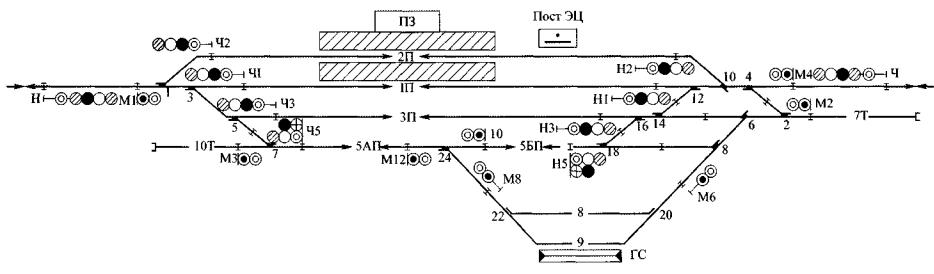 ПЗ
Пост ЭЦ
Ч2
2П
Н2
Ч1
10
4
М4
Ч
Н
М1
1
3
1П
Н1
12
М2
Ч3
5
3П
Н3
16
14
6
2
7Т
Ч5
10
10Т
М3
7
5АП
М12
24
5БП
Н5
18
8
М8
М6
22
8
20
9
ГС